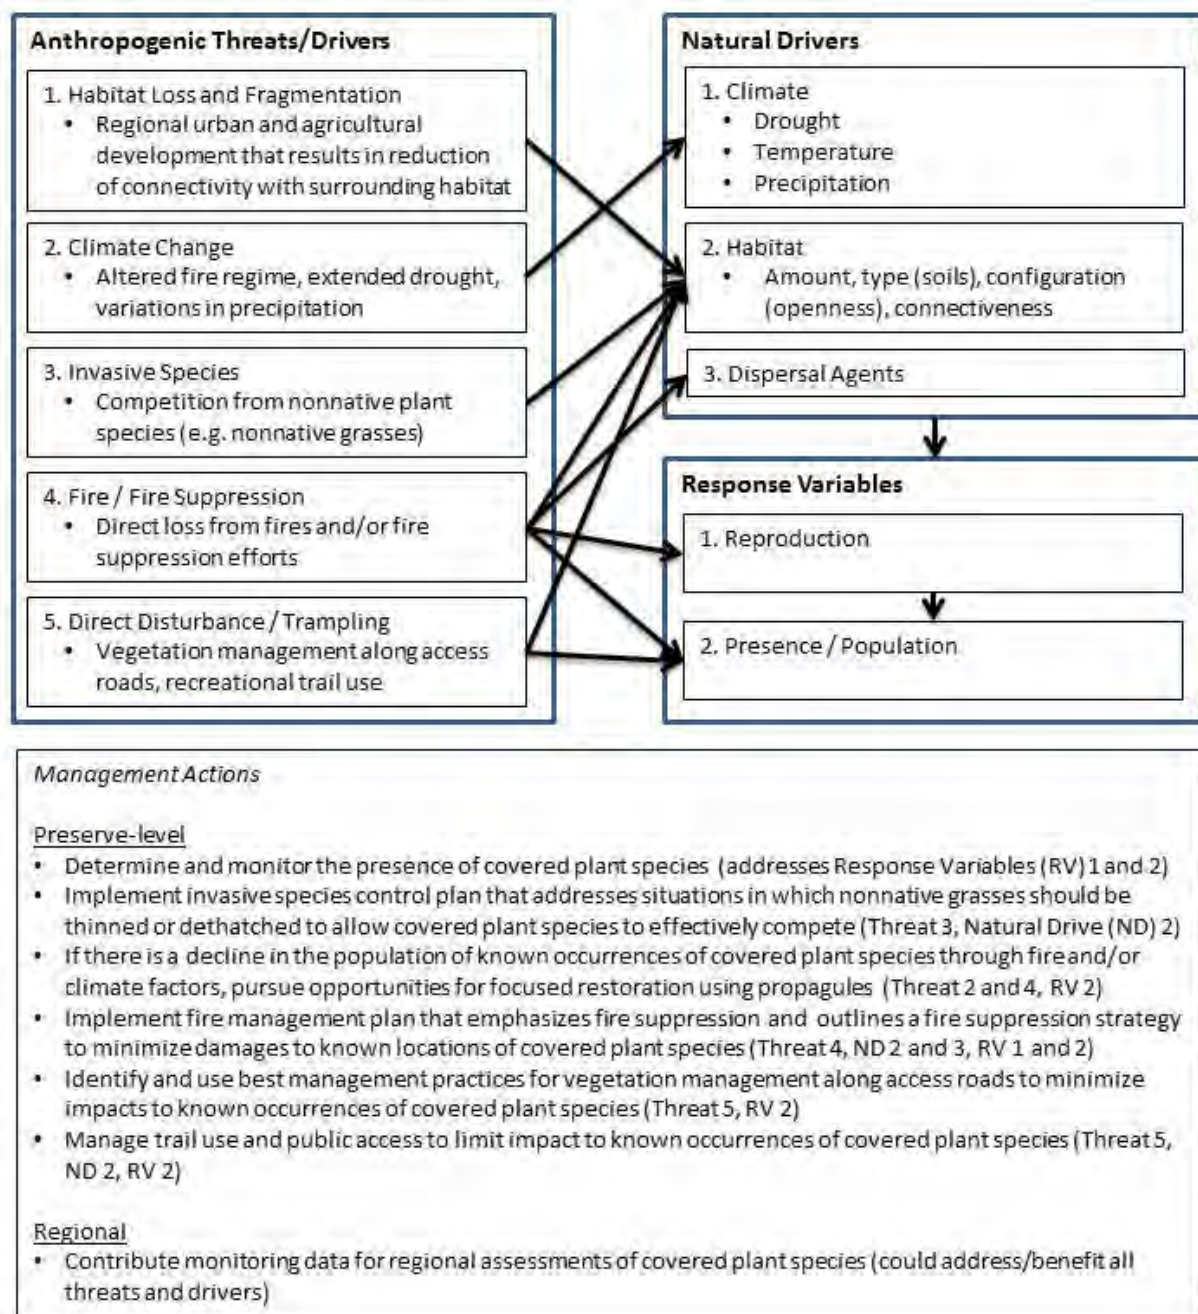 Anthropogenic Threats/Drivers
1. Habitat Loss and Fragmentation
• Regional urban and agricultural
development that results in reduction
of connectivity with surrounding habitat
2. Climate Change
• Altered fire regime, extended drought,
variations in precipitation
3. Invasive Species
• Competition from nonnative plant
species (e.g. nonnative grasses)
4. Fire / Fire Suppression
• Direct loss from fires and/or fire
suppression efforts
5. Direct Disturbance / Trampling
• Vegetation management along access
roads, recreational trail use
Natural Drivers
1. Climate
• Drought
• Temperature
• Precipitation
2. Habitat
• Amount, type (soils), configuration
(openness), connectiveness
3. Dispersal Agents
Response Variables
1. Reproduction
2. Presence / Population
Management Actions
Preserve-level
• Determine and monitor the presence of covered plant species (addresses Response Variables (RV) 1 and 2)
• Implement invasive species control plan that addresses situations in which nonnative grasses should be
thinned or dethatched to allow covered plant species to effectively compete (Threat 3, Natural Drive (ND) 2)
• If there is a decline in the population of known occurrences of covered plant species through fire and/or
climate factors, pursue opportunities for focused restoration using propagules (Threat 2 and 4, RV 2)
• Implement fire management plan that emphasizes fire suppression and outlines a fire suppression strategy
to minimize damages to known locations of covered plant species (Threat 4, ND 2 and 3, RV 1 and 2)
• Identify and use best management practices for vegetation management along access roads to minimize
impacts to known occurrences of covered plant species (Threat 5, RV 2)
• Manage trail use and public access to limit impact to known occurrences of covered plant species (Threat 5,
ND 2, RV 2)
Regional
• Contribute monitoring data for regional assessments of covered plant species (could address/benefit all
threats and drivers)